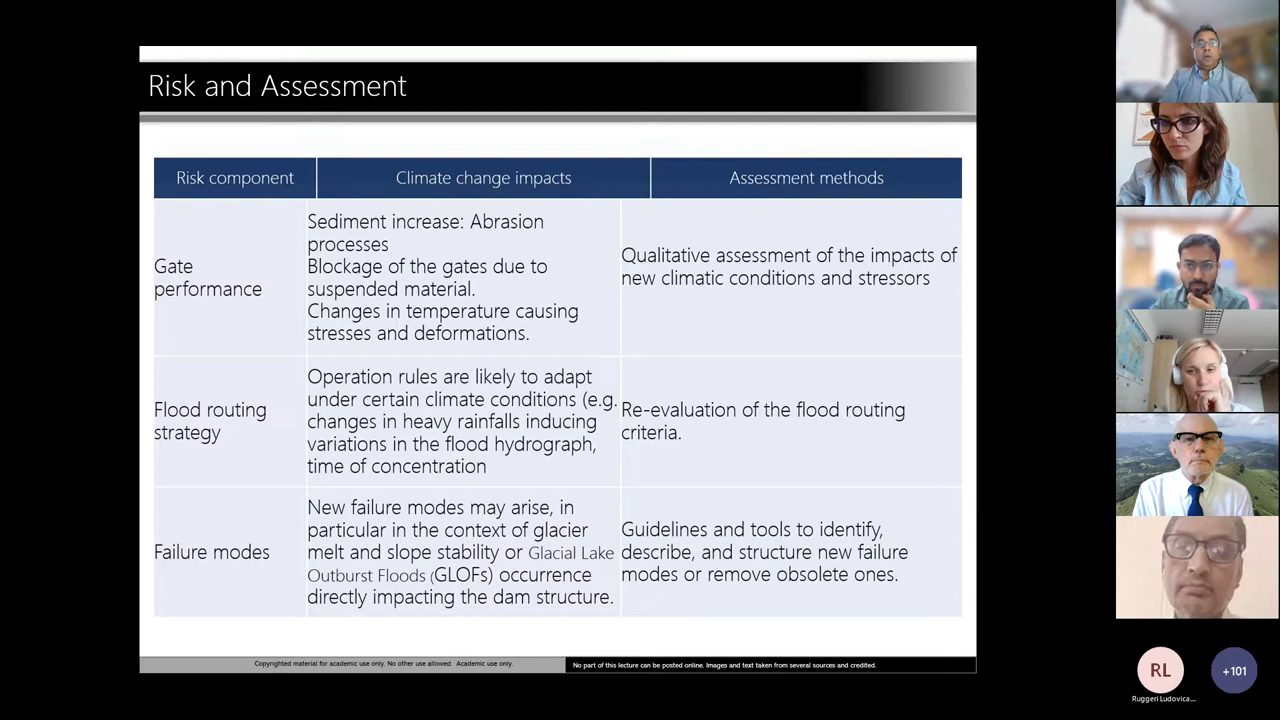 Risk and Assessment
Risk component
Climate change impacts
Assessment methods
Gate
performance
Sediment increase: Abrasion
processes
Blockage of the gates due to
suspended material.
Changes in temperature causing
stresses and deformations.
Qualitative assessment of the impacts of
new climatic conditions and stressors
Flood routing
strategy
Operation rules are likely to adapt
under certain climate conditions (e.g.
changes in heavy rainfalls inducing
variations in the flood hydrograph,
time of concentration
Re-evaluation of the flood routing
criteria.
Failure modes
New failure modes may arise, in
particular in the context of glacier
melt and slope stability or Glacial Lake
Outburst Floods (GLOFs) occurrence
directly impacting the dam structure.
Guidelines and tools to identify,
describe, and structure new failure
modes or remove obsolete ones.
Copyrighted material for academic use only. No other use allowed. Academic use only.
No part of this lecture can be posted online. Images and text taken from several sources and credited.
RL
+101
Ruggeri Ludovica...